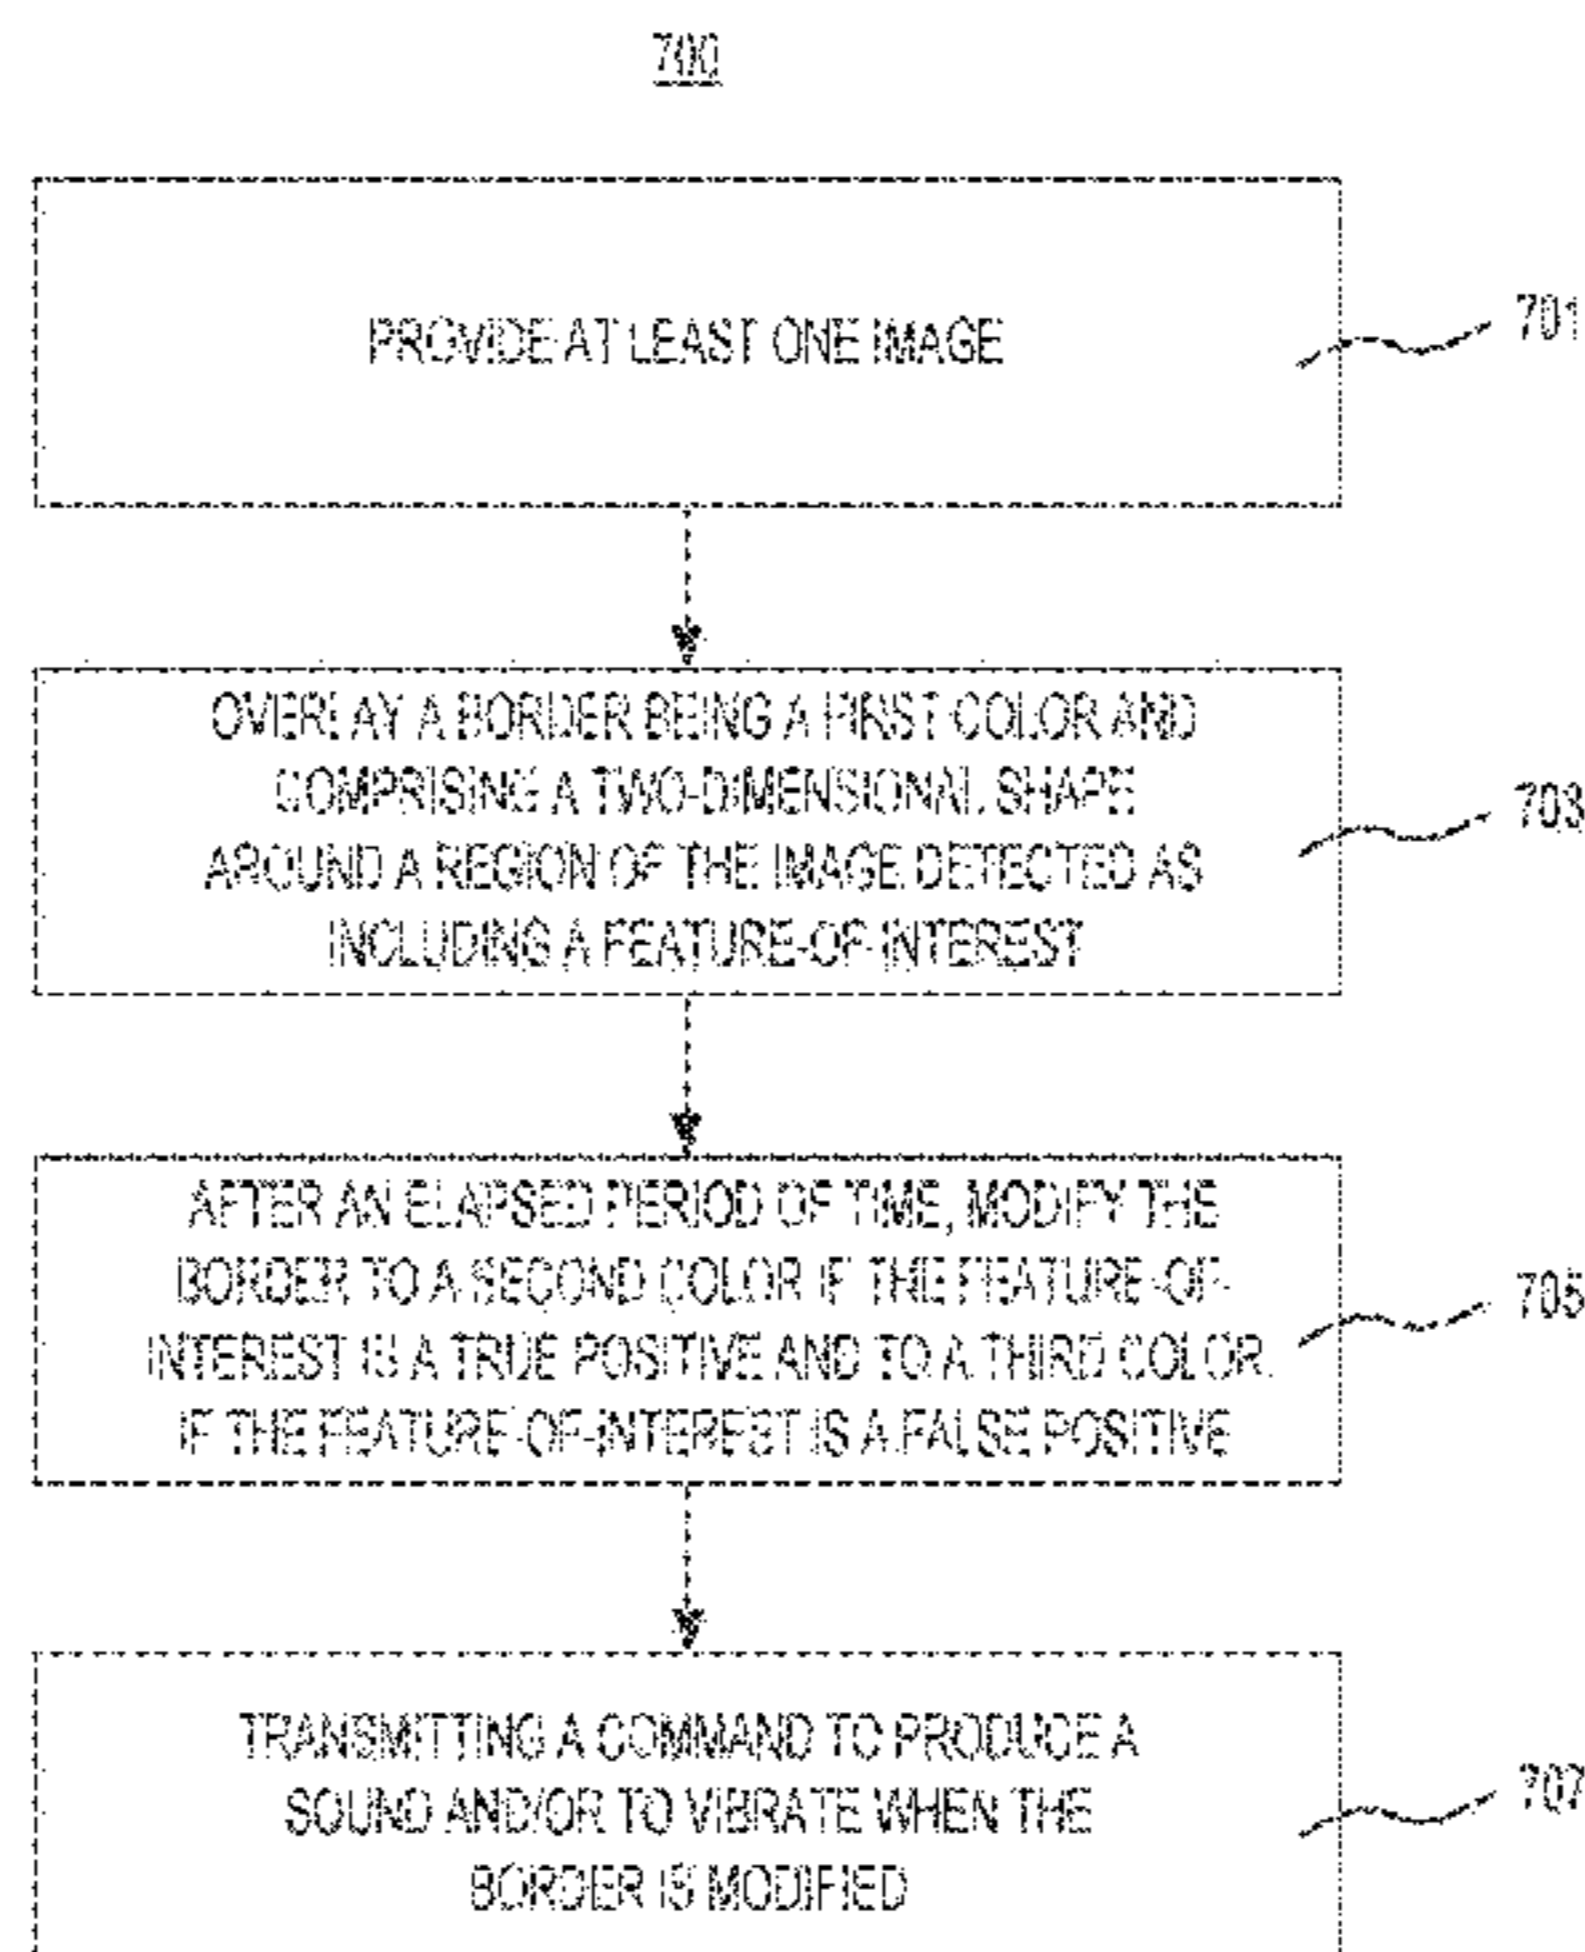 700
PROVIDE AT LEAST ONE IMAGE
701
OVERLAY A BORDER BEING A FIRST COLOR AND
COMPRISING A TWO-DIMENSIONAL SHAPE
AROUND A REGION OF THE IMAGE DETECTED AS
INCLUDING A FEATURE-OF-INTEREST
703
AFTER AN ELAPSED PERIOD OF TIME, MODIFY THE
BORDER TO A SECOND COLOR IF THE FEATURE-OF-
INTEREST IS A TRUE POSITIVE AND TO A THIRD COLOR
IF THE FEATURE-OF-INTEREST IS A FALSE POSITIVE
705
TRANSMITTING A COMMAND TO PRODUCE A
SOUND AND/OR TO VIBRATE WHEN THE
BORDER IS MODIFIED
707